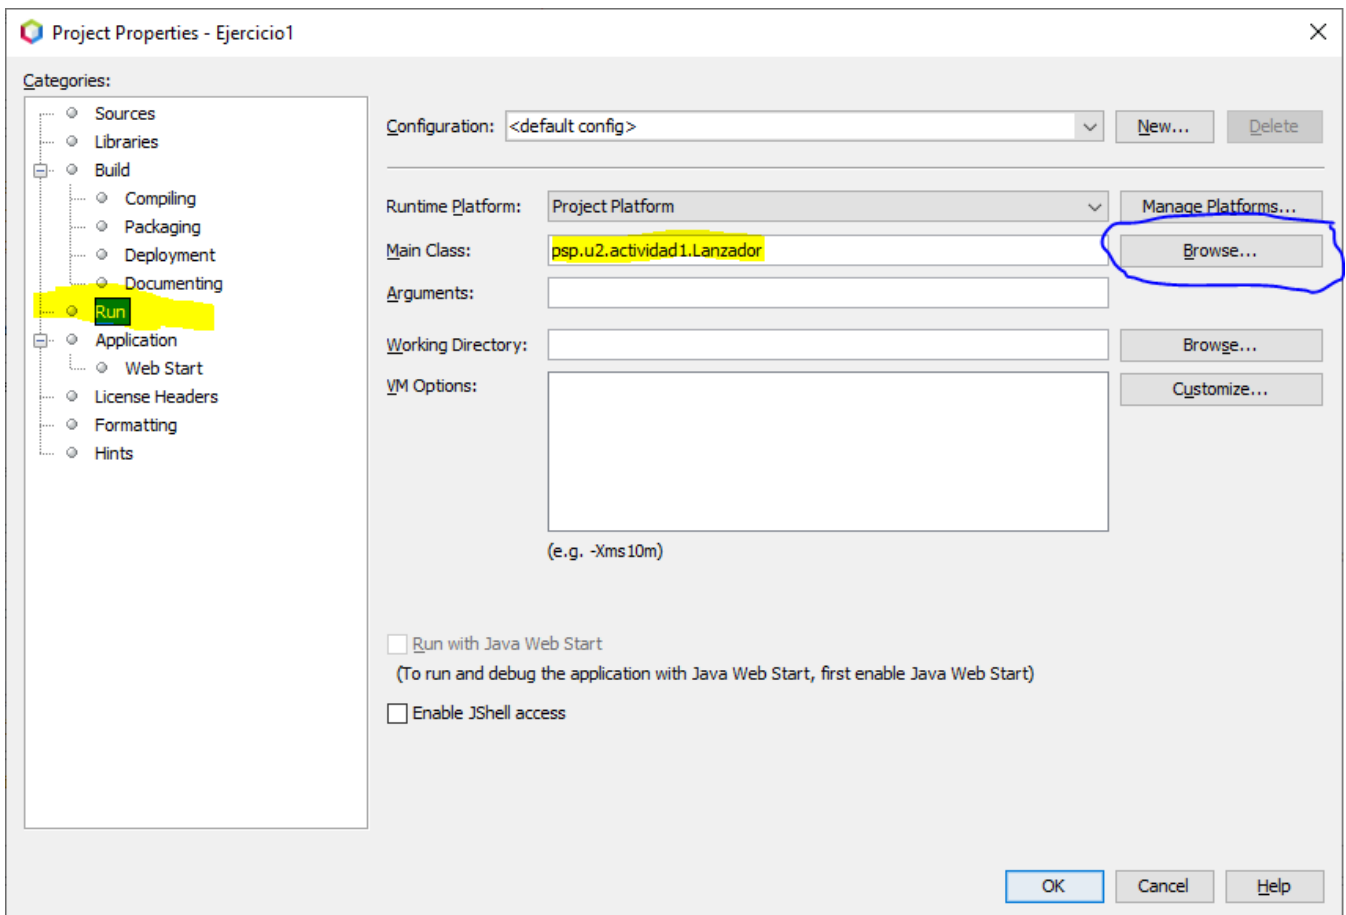 Project Properties - Ejercicio1
Categories:
Sources
Libraries
Build
Compiling
Packaging
Deployment
Documenting
Run
Application
Web Start
License Headers
Formatting
Hints
Configuration: <default config> New... Delete
Runtime Platform: Project Platform Manage Platforms...
Main Class: psp.u2.actividad1.Lanzador Browse...
Arguments:
Working Directory: Browse...
VM Options: Customize...
(e.g. -Xms10m)
Run with Java Web Start
(To run and debug the application with Java Web Start, first enable Java Web Start)
Enable JShell access
OK Cancel Help